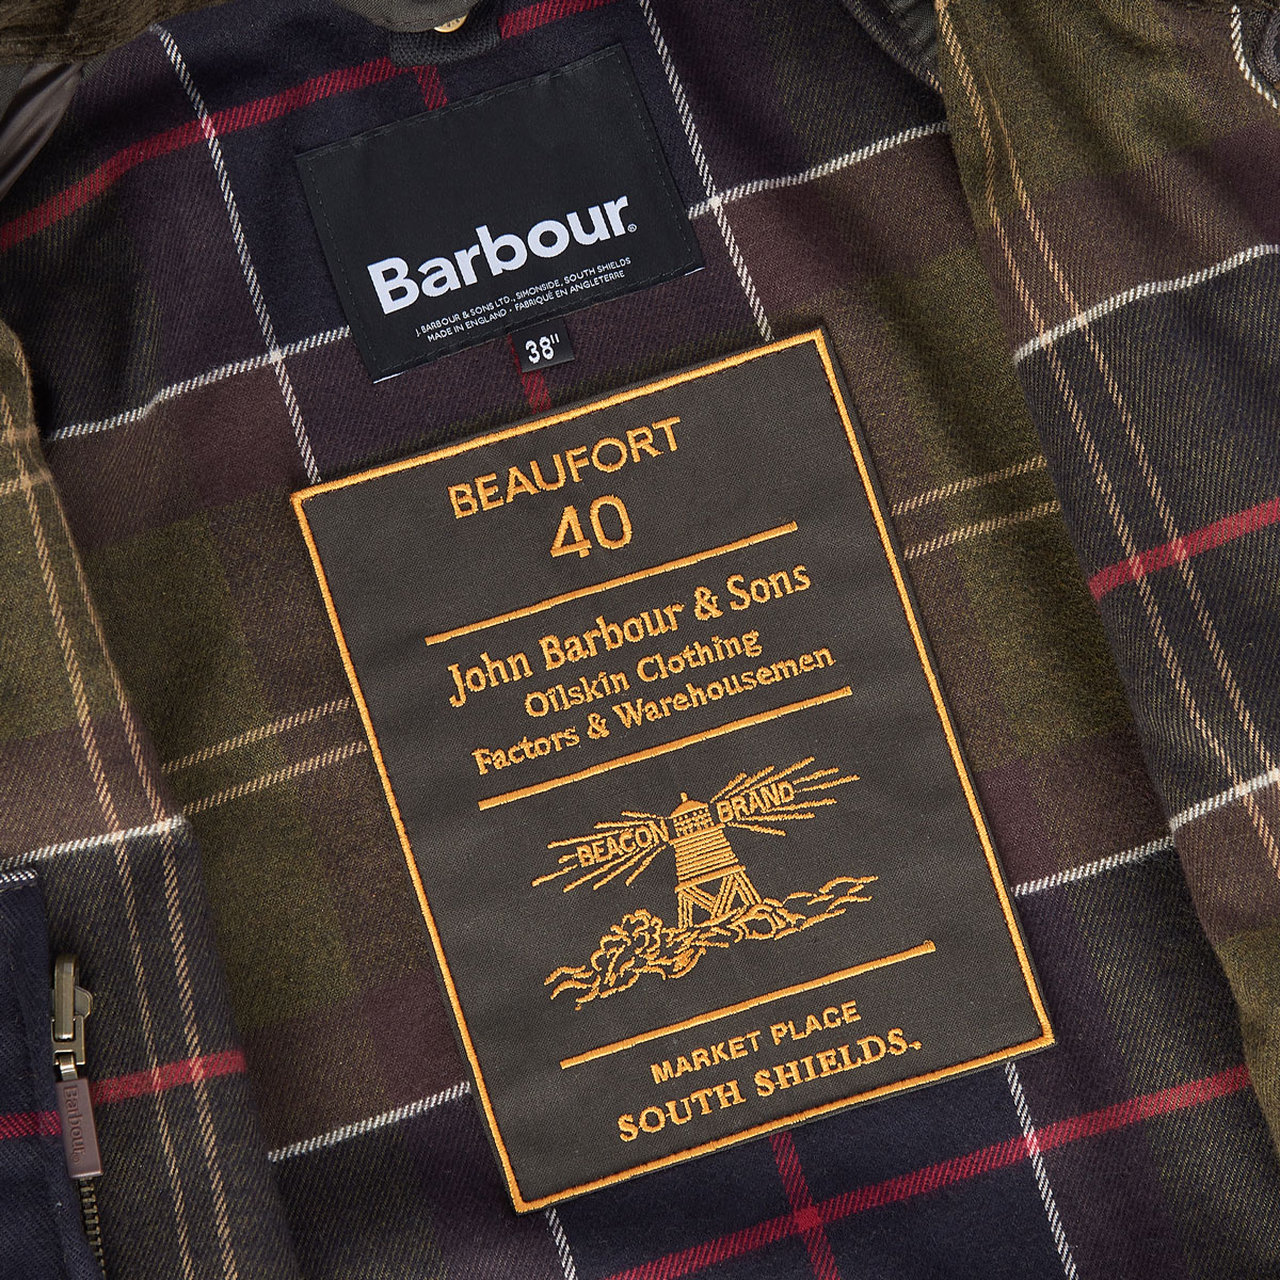 Barbour®
J. BARBOUR & SONS LTD., SIMONSIDE, SOUTH SHIELDS
MADE IN ENGLAND · FABRIQUÉ EN ANGLETERRE
38"
BEAUFORT
40
John Barbour & Sons
Oilskin Clothing
Factors & Warehousemen
BEACON BRAND
MARKET PLACE
SOUTH SHIELDS.
Barbour®